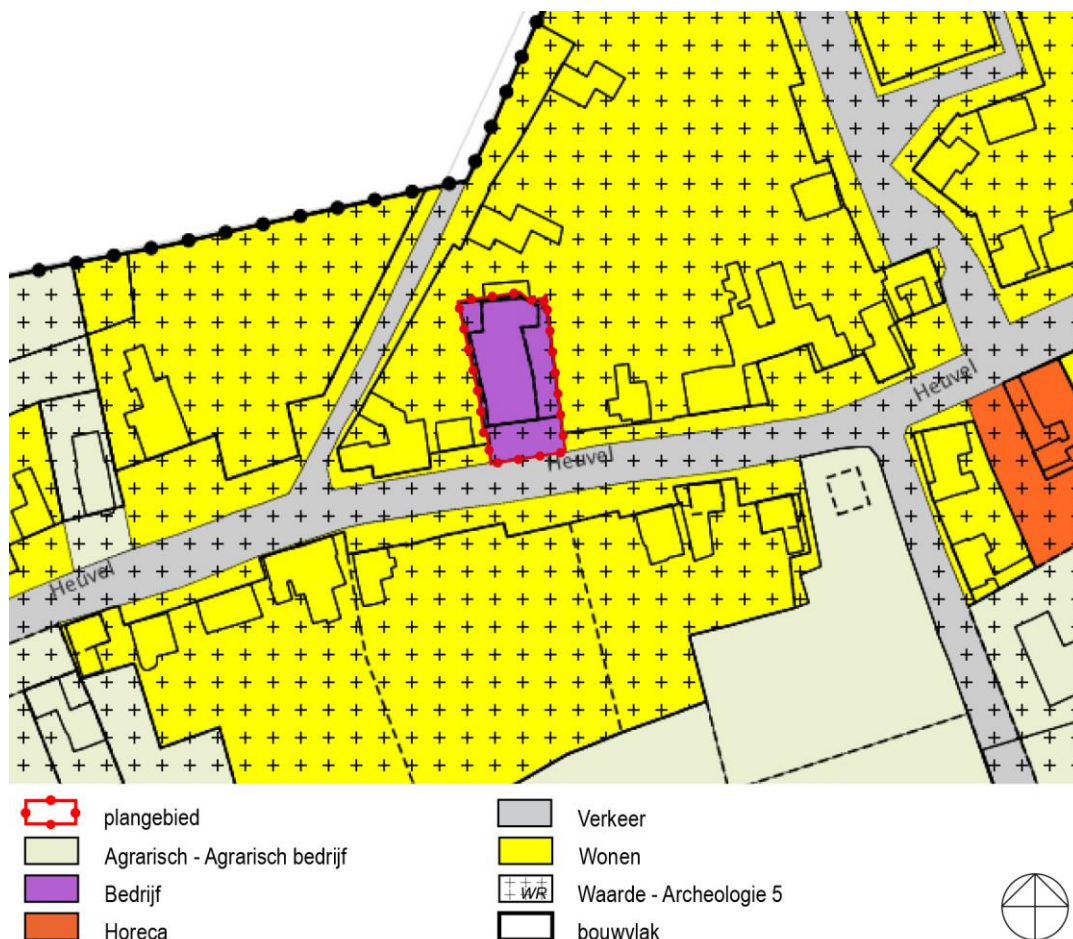 Heuvel
Heuvel
Heuvel
plangebied
Agrarisch - Agrarisch bedrijf
Bedrijf
Horeca
Verkeer
Wonen
WR Waarde - Archeologie 5
bouwvlak